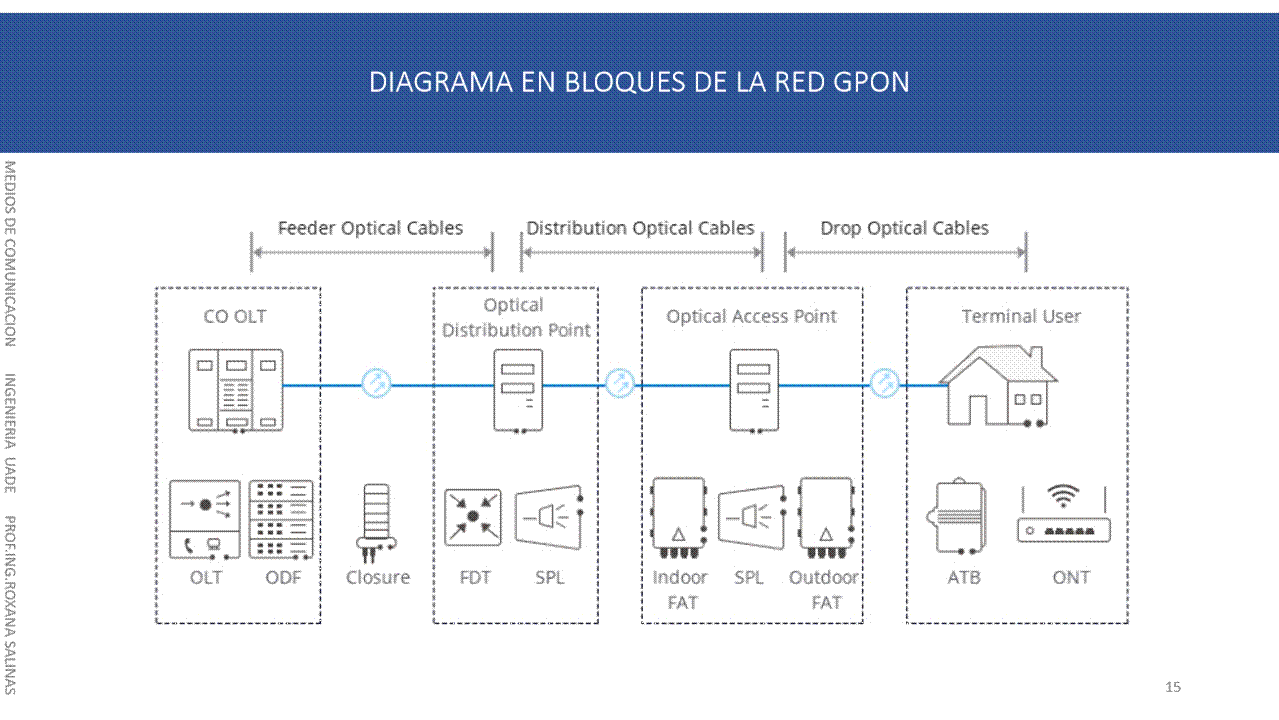 DIAGRAMA EN BLOQUES DE LA RED GPON
MEDIOS DE COMUNICACION INGENIERIA UADE PROF.ING.ROXANA SALINAS
Feeder Optical Cables
Distribution Optical Cables
Drop Optical Cables
CO OLT
Optical
Distribution Point
Optical Access Point
Terminal User
OLT
ODF
Closure
FDT
SPL
Indoor
FAT
SPL
Outdoor
FAT
ATB
ONT
15